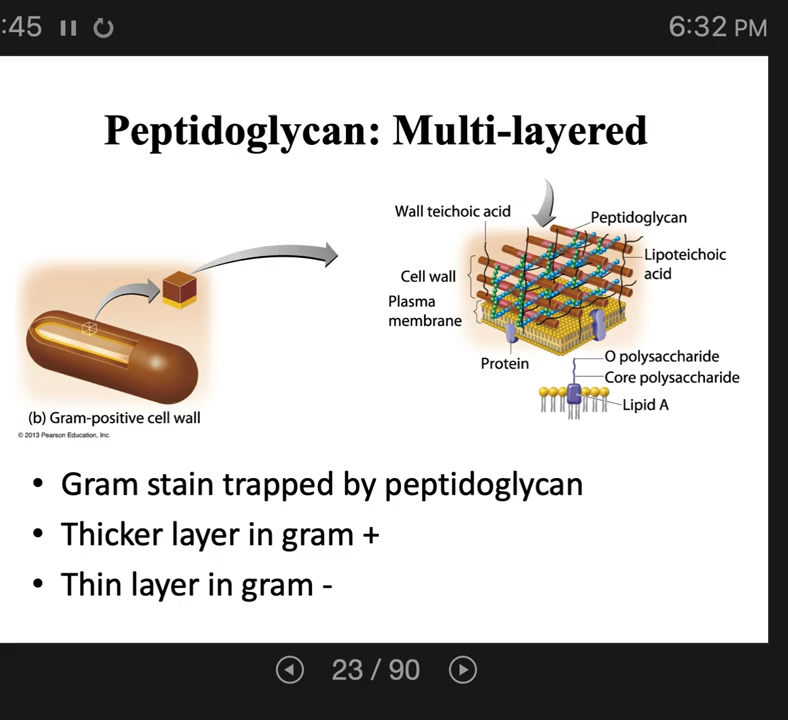 :45
6:32 PM
Peptidoglycan: Multi-layered
Wall teichoic acid
Peptidoglycan
Lipoteichoic
acid
Cell wall
Plasma
membrane
Protein
O polysaccharide
Core polysaccharide
Lipid A
(b) Gram-positive cell wall
© 2013 Pearson Education, Inc.
• Gram stain trapped by peptidoglycan
• Thicker layer in gram +
• Thin layer in gram -
23 / 90